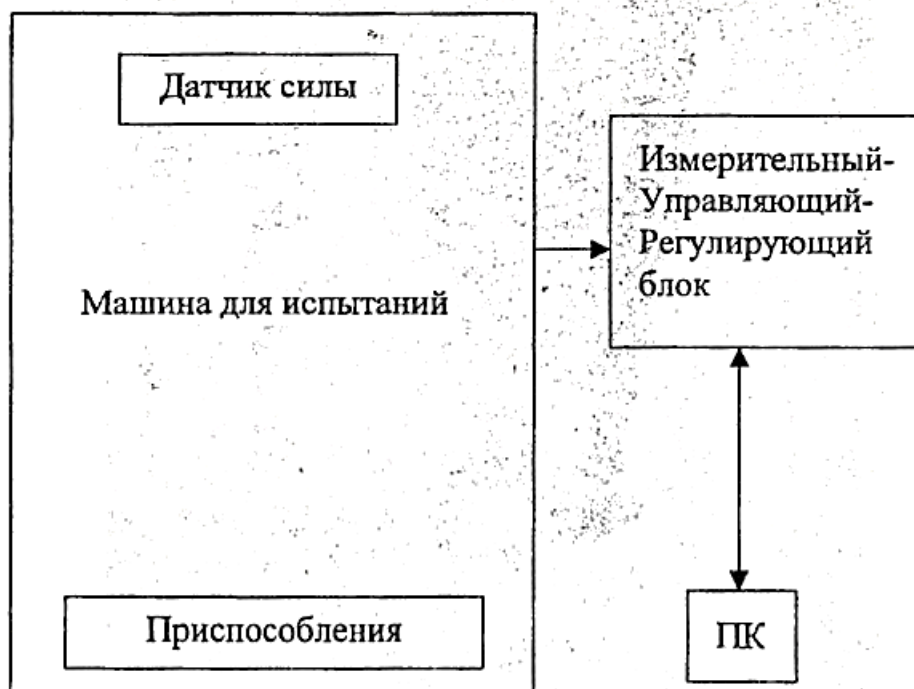 Датчик силы
Машина для испытаний
Приспособления
Измерительный-
Управляющий-
Регулирующий
блок
ПК